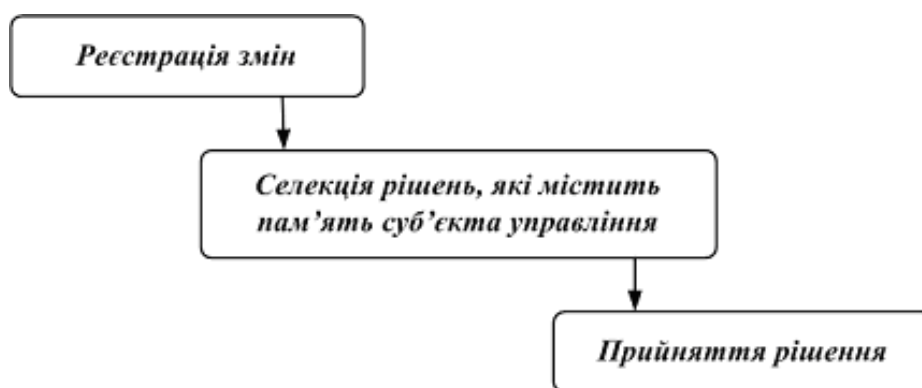 Реєстрація змін
Селекція рішень, які містить
пам’ять суб’єкта управління
Прийняття рішення